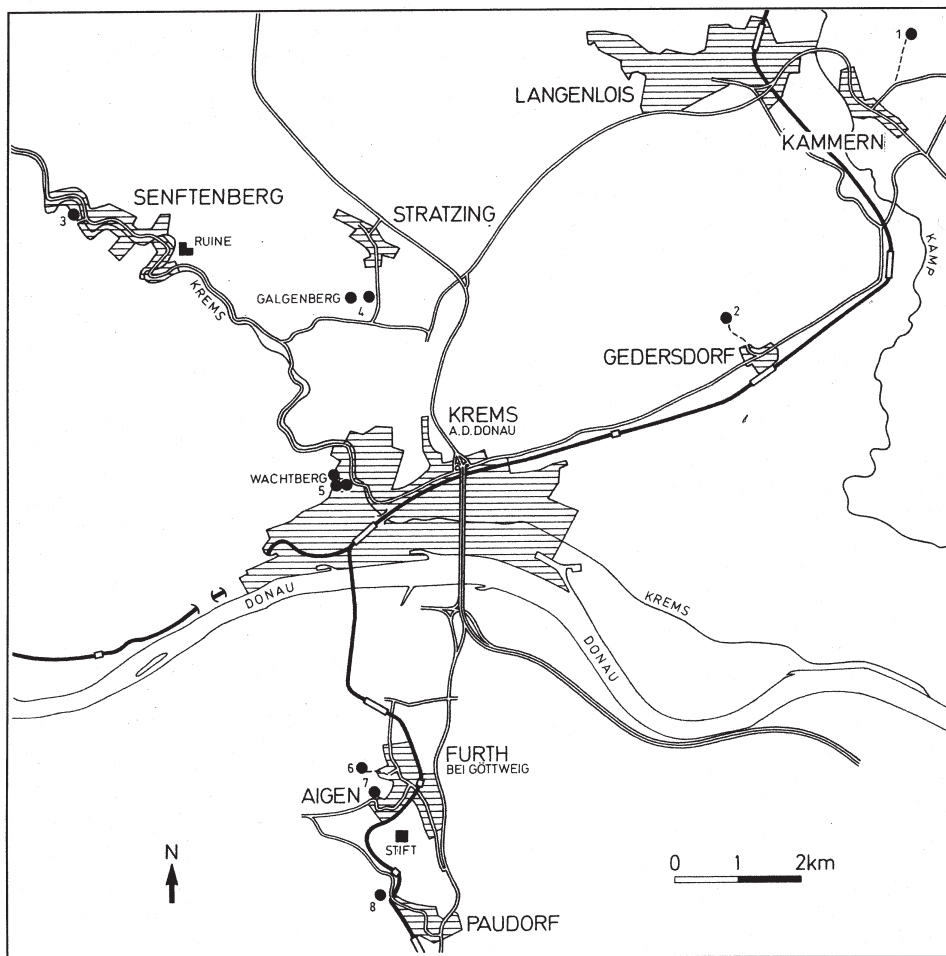 1
LANGENLOIS
KAMMERN
SENFTENBERG
3
RUINE
STRATZING
KAMP
KREMS
GALGENBERG
4
2
GEDERSDORF
KREMS
A.D.DONAU
WACHTBERG
5
DONAU
KREMS
DONAU
FURTH
BEI GÖTTWEIG
6
7
AIGEN
STIFT
N
0 1 2km
8
PAUDORF